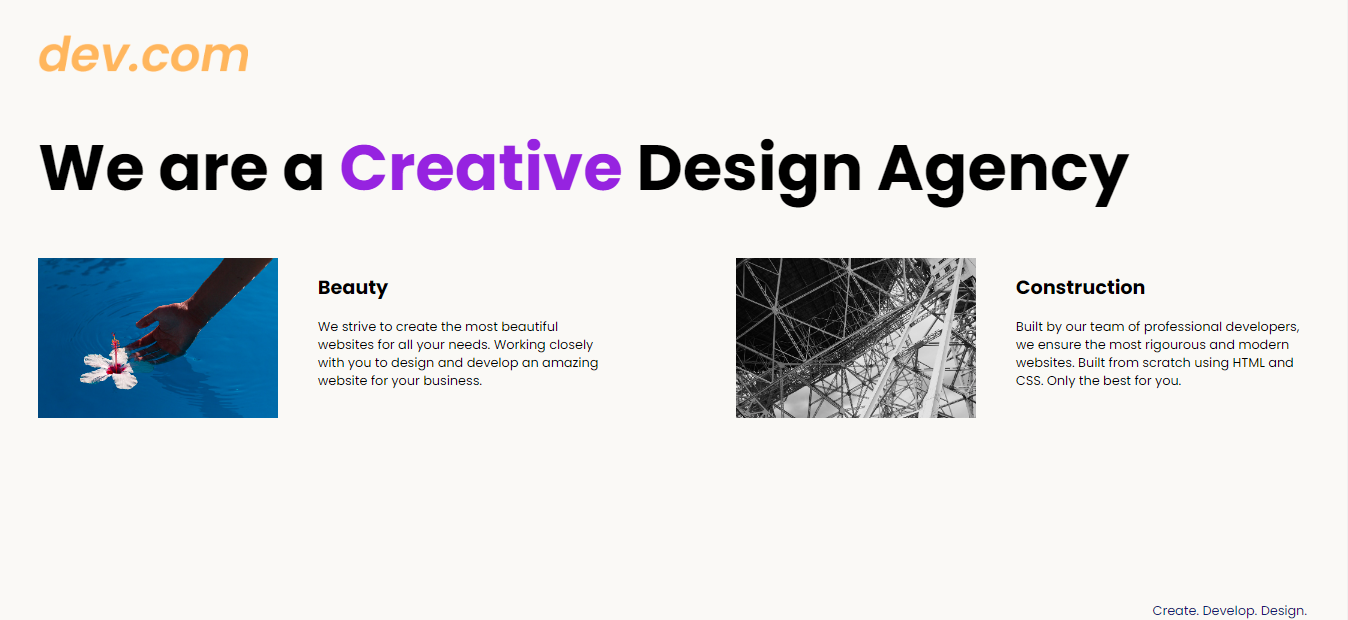 dev.com
We are a Creative Design Agency
Beauty
We strive to create the most beautiful
websites for all your needs. Working closely
with you to design and develop an amazing
website for your business.
Construction
Built by our team of professional developers,
we ensure the most rigourous and modern
websites. Built from scratch using HTML and
CSS. Only the best for you.
Create. Develop. Design.